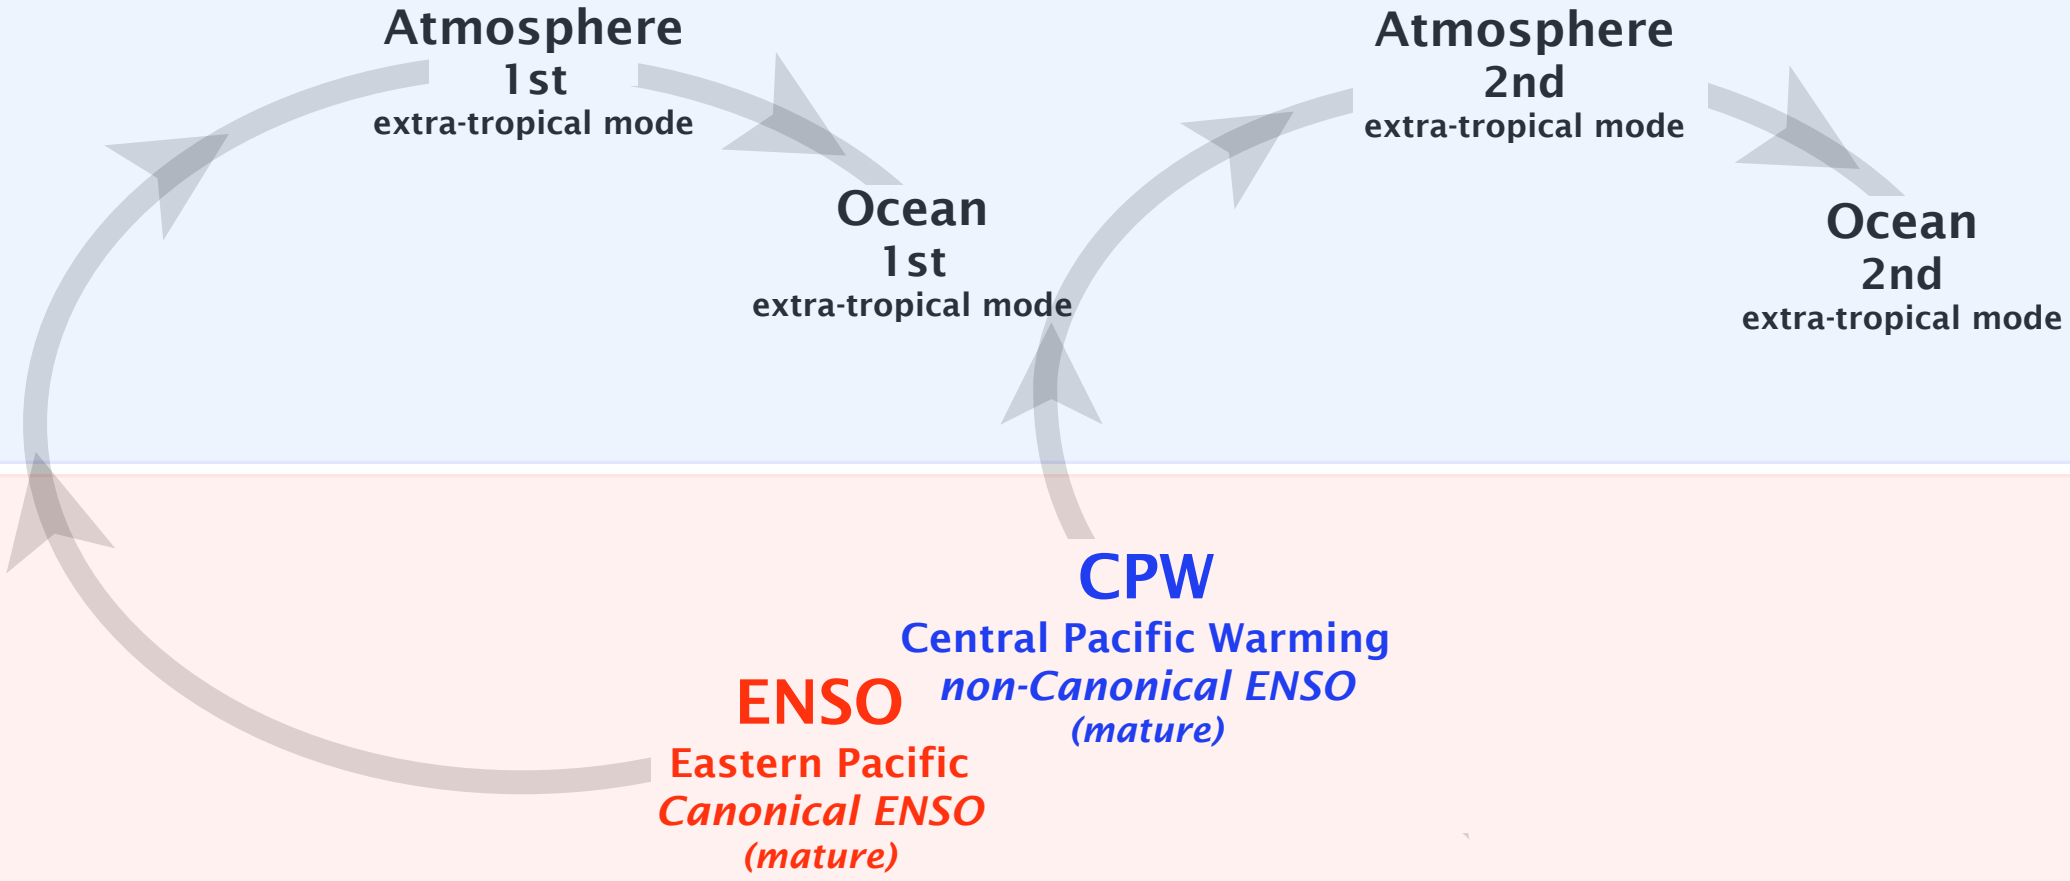 Atmosphere
1st
extra-tropical mode
Ocean
1st
extra-tropical mode
Atmosphere
2nd
extra-tropical mode
Ocean
2nd
extra-tropical mode
CPW
Central Pacific Warming
non-Canonical ENSO
(mature)
ENSO
Eastern Pacific
Canonical ENSO
(mature)